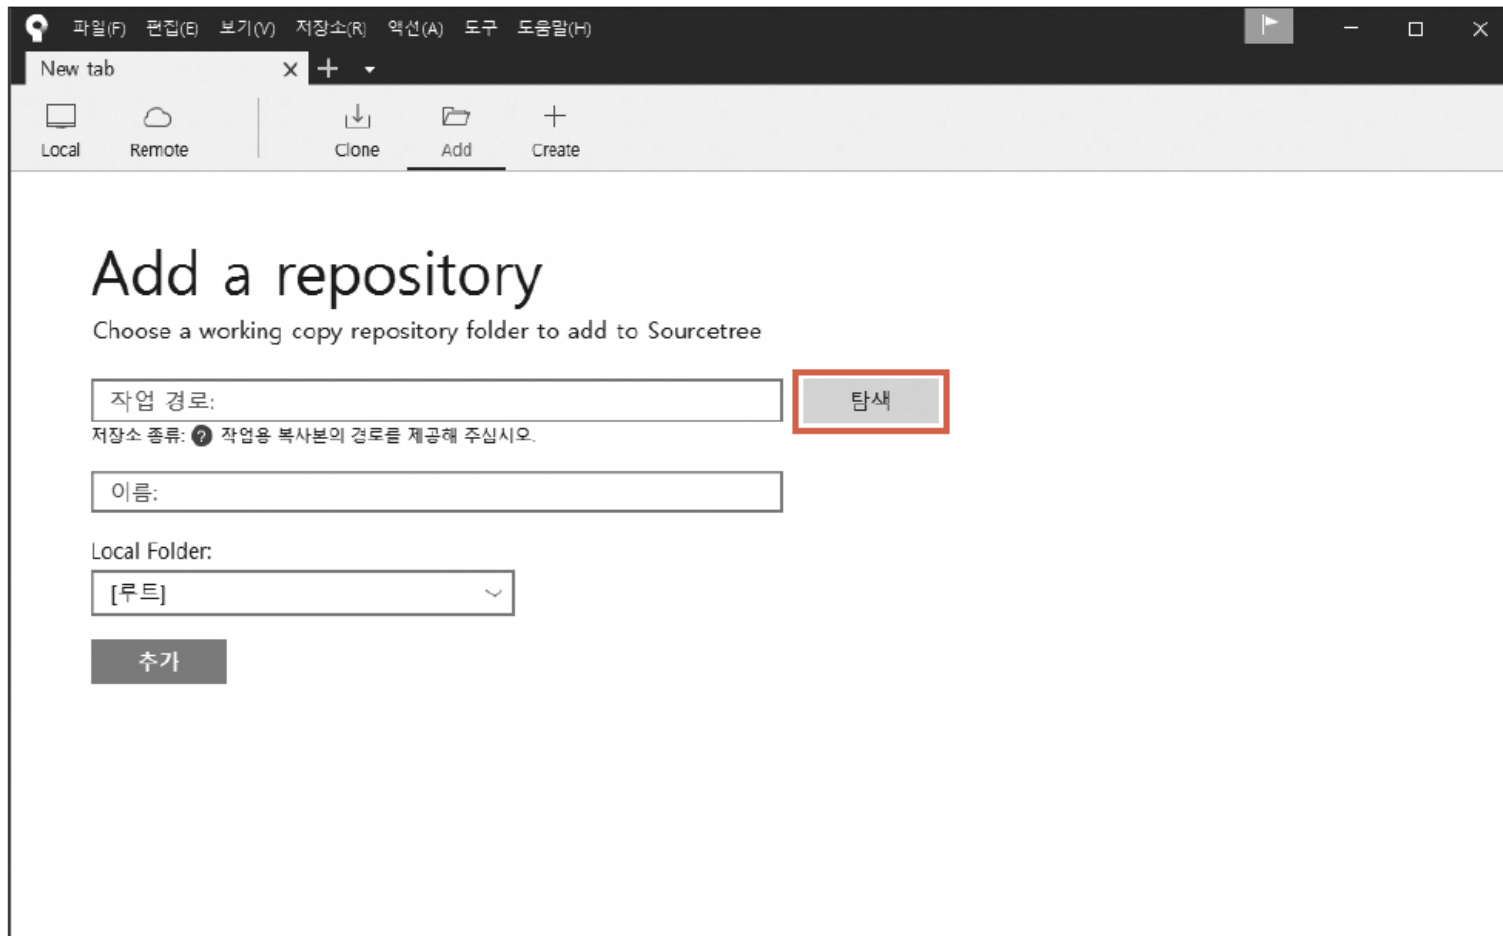 파일(F) 편집(E) 보기(V) 저장소(R) 액션(A) 도구 도움말(H)
New tab
Local Remote Clone Add Create
Add a repository
Choose a working copy repository folder to add to Sourcetree
작업 경로: 탐색
저장소 종류: ? 작업용 복사본의 경로를 제공해 주십시오.
이름:
Local Folder:
[루트]
추가